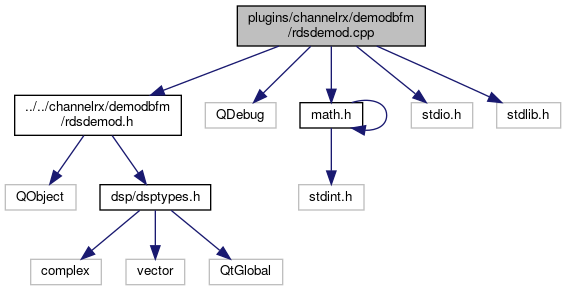 plugins/channelrx/demodbfm
/rdsdemod.cpp
../../channelrx/demodbfm
/rdsdemod.h
QDebug
math.h
stdio.h
stdlib.h
QObject
dsp/dsptypes.h
stdint.h
complex
vector
QtGlobal